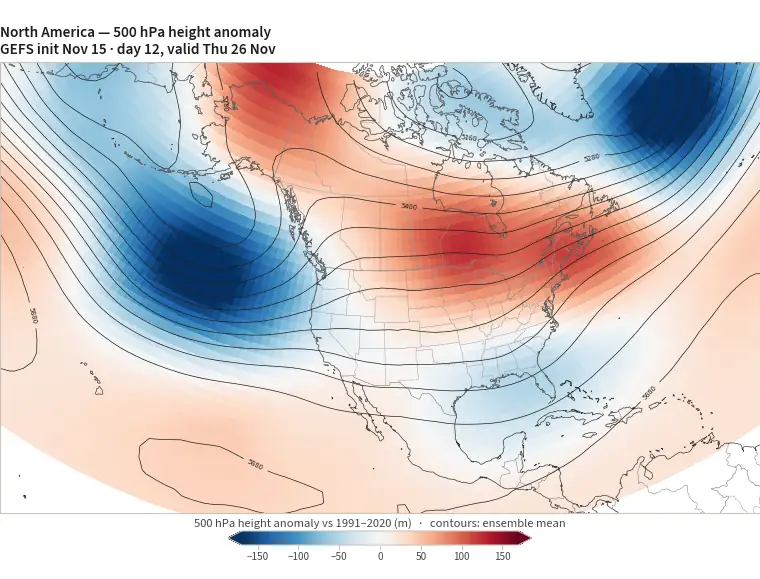 North America — 500 hPa height anomaly
GEFS init Nov 15 · day 12, valid Thu 26 Nov
5160
5280
5400
5880
5880
5880
500 hPa height anomaly vs 1991–2020 (m) · contours: ensemble mean
−150 −100 −50 0 50 100 150